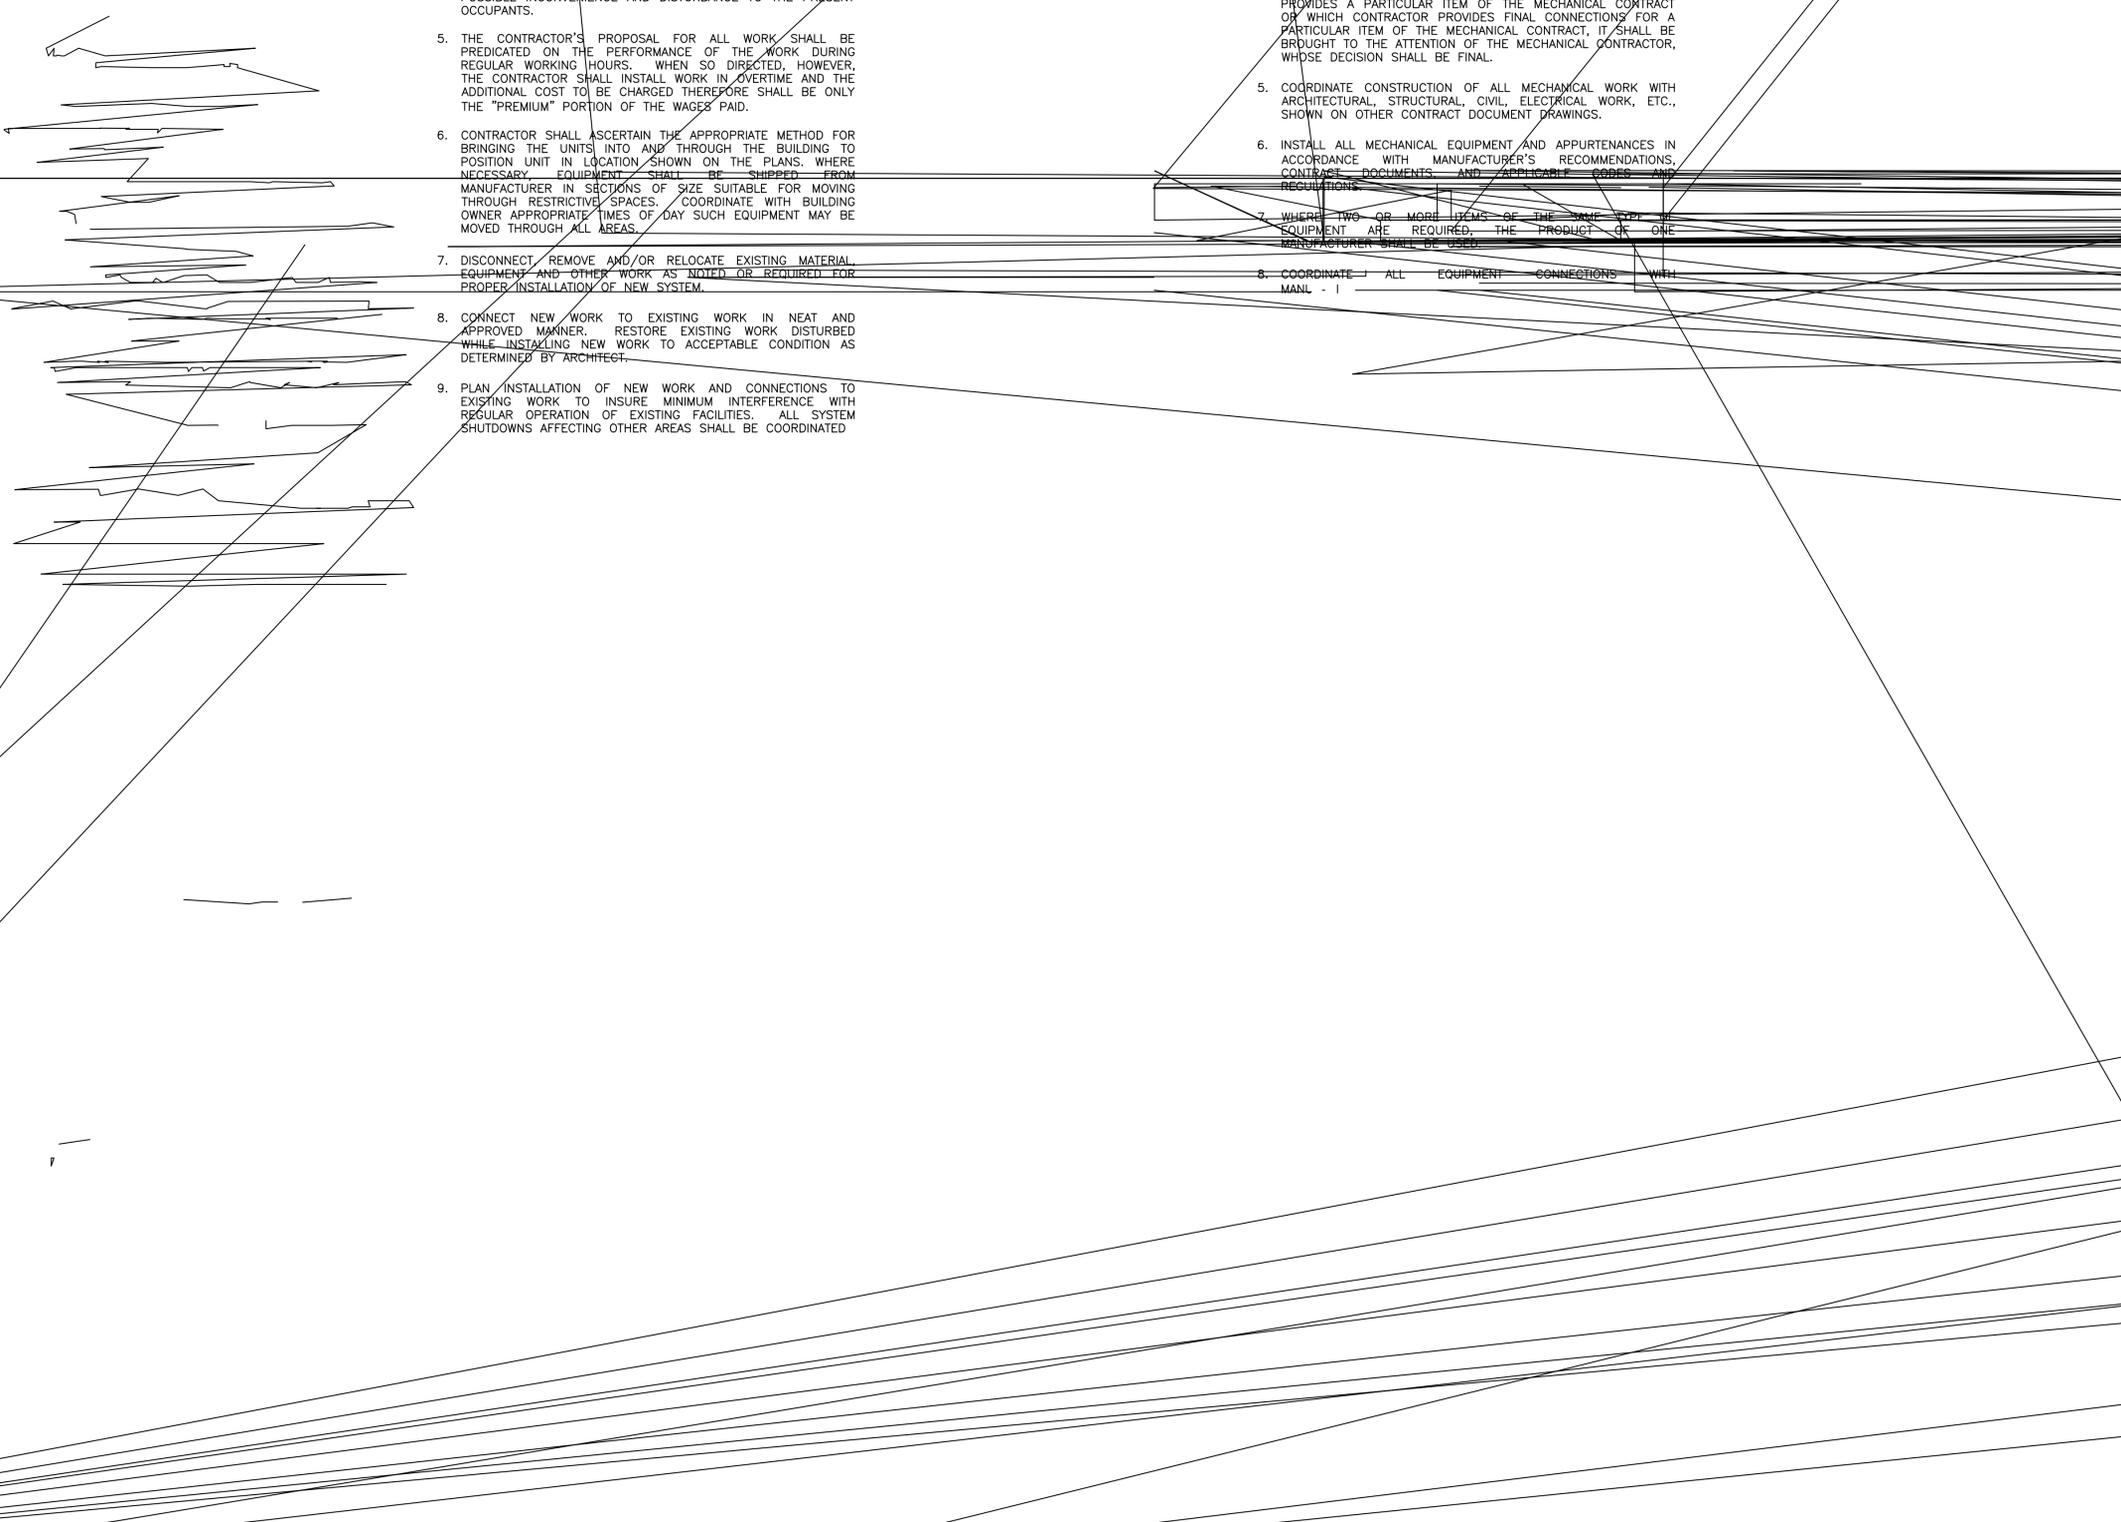 OCCUPANTS.
5. THE CONTRACTOR'S PROPOSAL FOR ALL WORK SHALL BE
PREDICATED ON THE PERFORMANCE OF THE WORK DURING
REGULAR WORKING HOURS. WHEN SO DIRECTED, HOWEVER,
THE CONTRACTOR SHALL INSTALL WORK IN OVERTIME AND THE
ADDITIONAL COST TO BE CHARGED THEREFORE SHALL BE ONLY
THE "PREMIUM" PORTION OF THE WAGES PAID.
6. CONTRACTOR SHALL ASCERTAIN THE APPROPRIATE METHOD FOR
BRINGING THE UNITS INTO AND THROUGH THE BUILDING TO
POSITION UNIT IN LOCATION SHOWN ON THE PLANS. WHERE
NECESSARY, EQUIPMENT SHALL BE SHIPPED FROM
MANUFACTURER IN SECTIONS OF SIZE SUITABLE FOR MOVING
THROUGH RESTRICTIVE SPACES. COORDINATE WITH BUILDING
OWNER APPROPRIATE TIMES OF DAY SUCH EQUIPMENT MAY BE
MOVED THROUGH ALL AREAS.
7. DISCONNECT, REMOVE AND/OR RELOCATE EXISTING MATERIAL,
EQUIPMENT AND OTHER WORK AS NOTED OR REQUIRED FOR
PROPER INSTALLATION OF NEW SYSTEM.
8. CONNECT NEW WORK TO EXISTING WORK IN NEAT AND
APPROVED MANNER. RESTORE EXISTING WORK DISTURBED
WHILE INSTALLING NEW WORK TO ACCEPTABLE CONDITION AS
DETERMINED BY ARCHITECT.
9. PLAN INSTALLATION OF NEW WORK AND CONNECTIONS TO
EXISTING WORK TO INSURE MINIMUM INTERFERENCE WITH
REGULAR OPERATION OF EXISTING FACILITIES. ALL SYSTEM
SHUTDOWNS AFFECTING OTHER AREAS SHALL BE COORDINATED
PROVIDES A PARTICULAR ITEM OF THE MECHANICAL CONTRACT
OR WHICH CONTRACTOR PROVIDES FINAL CONNECTIONS FOR A
PARTICULAR ITEM OF THE MECHANICAL CONTRACT, IT SHALL BE
BROUGHT TO THE ATTENTION OF THE MECHANICAL CONTRACTOR,
WHOSE DECISION SHALL BE FINAL.
5. COORDINATE CONSTRUCTION OF ALL MECHANICAL WORK WITH
ARCHITECTURAL, STRUCTURAL, CIVIL, ELECTRICAL WORK, ETC.,
SHOWN ON OTHER CONTRACT DOCUMENT DRAWINGS.
6. INSTALL ALL MECHANICAL EQUIPMENT AND APPURTENANCES IN
ACCORDANCE WITH MANUFACTURER'S RECOMMENDATIONS,
CONTRACT DOCUMENTS, AND APPLICABLE CODES AND
REGULATIONS.
7. WHERE TWO OR MORE ITEMS OF THE SAME TYPE OF
EQUIPMENT ARE REQUIRED, THE PRODUCT OF ONE
MANUFACTURER SHALL BE USED.
8. COORDINATE ALL EQUIPMENT CONNECTIONS WITH